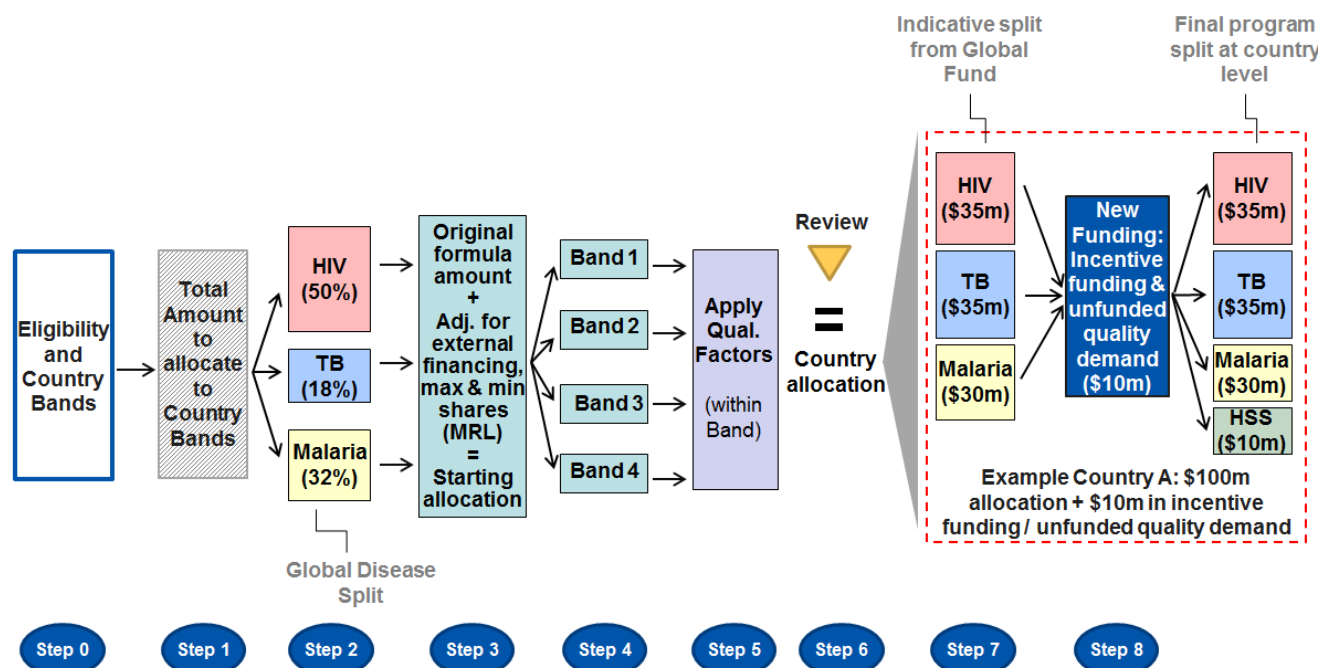 Indicative split
from Global
Fund
Final program
split at country
level
Eligibility
and
Country
Bands
Total
Amount
to
allocate
to
Country
Bands
HIV
(50%)
TB
(18%)
Malaria
(32%)
Global Disease
Split
Original
formula
amount
+
Adj. for
external
financing,
max & min
shares
(MRL)
=
Starting
allocation
Band 1
Band 2
Band 3
Band 4
Apply
Qual.
Factors
(within
Band)
Review
=
Country
allocation
HIV
($35m)
TB
($35m)
Malaria
($30m)
New
Funding:
Incentive
funding &
unfunded
quality
demand
($10m)
HIV
($35m)
TB
($35m)
Malaria
($30m)
HSS
($10m)
Example Country A: $100m
allocation + $10m in incentive
funding / unfunded quality demand
Step 0
Step 1
Step 2
Step 3
Step 4
Step 5
Step 6
Step 7
Step 8